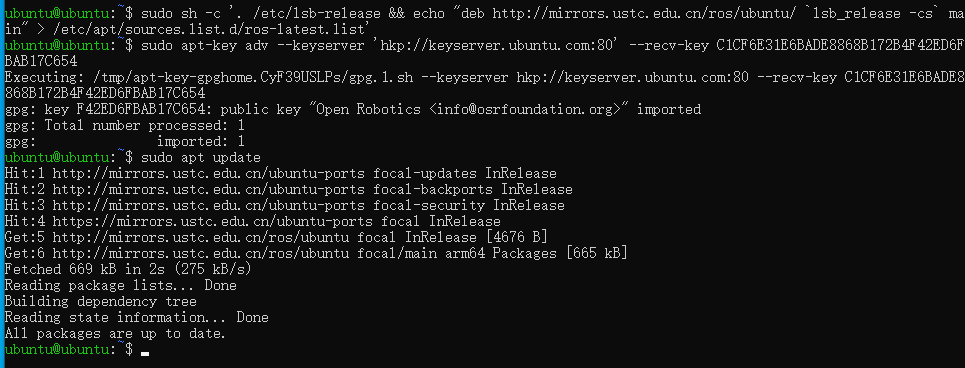 ubuntu@ubuntu:~$ sudo sh -c '. /etc/lsb-release && echo "deb http://mirrors.ustc.edu.cn/ros/ubuntu/ `lsb_release -cs` ma
in" > /etc/apt/sources.list.d/ros-latest.list'
ubuntu@ubuntu:~$ sudo apt-key adv --keyserver 'hkp://keyserver.ubuntu.com:80' --recv-key C1CF6E31E6BADE8868B172B4F42ED6F
BAB17C654
Executing: /tmp/apt-key-gpghome.CyF39USLPs/gpg.1.sh --keyserver hkp://keyserver.ubuntu.com:80 --recv-key C1CF6E31E6BADE8
868B172B4F42ED6FBAB17C654
gpg: key F42ED6FBAB17C654: public key "Open Robotics <info@osrfoundation.org>" imported
gpg: Total number processed: 1
gpg:               imported: 1
ubuntu@ubuntu:~$ sudo apt update
Hit:1 http://mirrors.ustc.edu.cn/ubuntu-ports focal-updates InRelease
Hit:2 http://mirrors.ustc.edu.cn/ubuntu-ports focal-backports InRelease
Hit:3 http://mirrors.ustc.edu.cn/ubuntu-ports focal-security InRelease
Hit:4 https://mirrors.ustc.edu.cn/ubuntu-ports focal InRelease
Get:5 http://mirrors.ustc.edu.cn/ros/ubuntu focal InRelease [4676 B]
Get:6 http://mirrors.ustc.edu.cn/ros/ubuntu focal/main arm64 Packages [665 kB]
Fetched 669 kB in 2s (275 kB/s)
Reading package lists... Done
Building dependency tree
Reading state information... Done
All packages are up to date.
ubuntu@ubuntu:~$